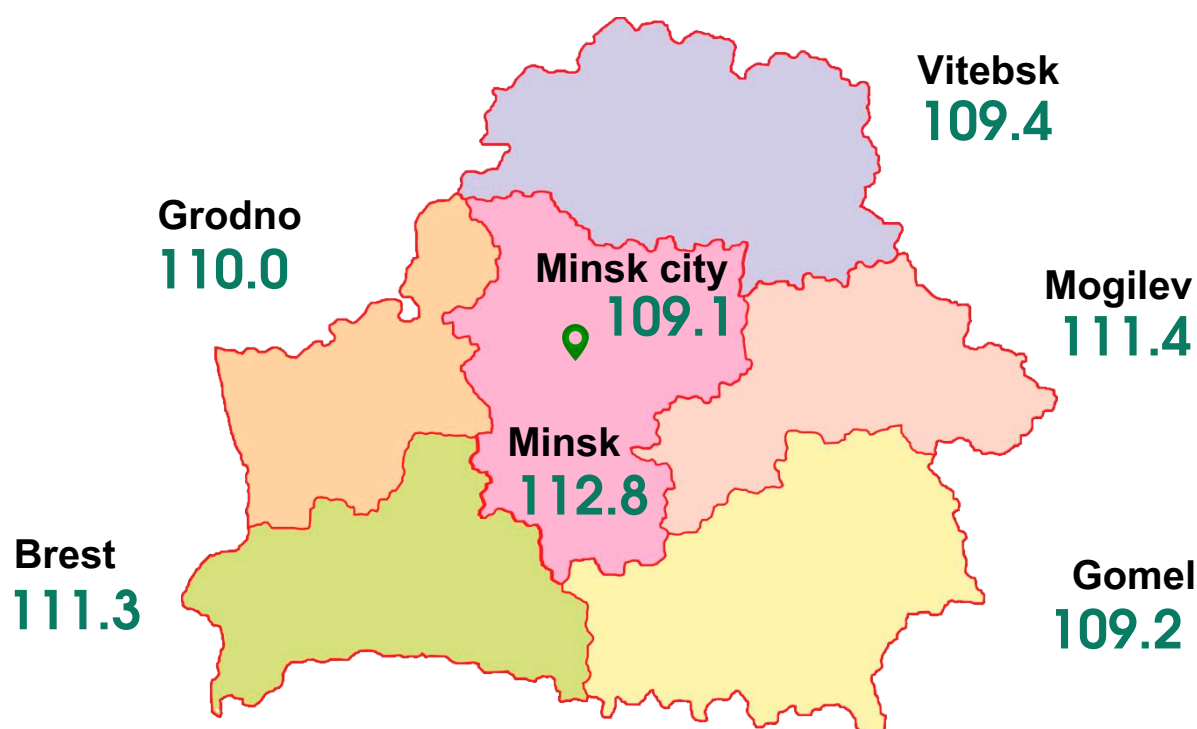 Vitebsk
109.4
Grodno
110.0
Minsk city
109.1
Mogilev
111.4
Minsk
112.8
Brest
111.3
Gomel
109.2